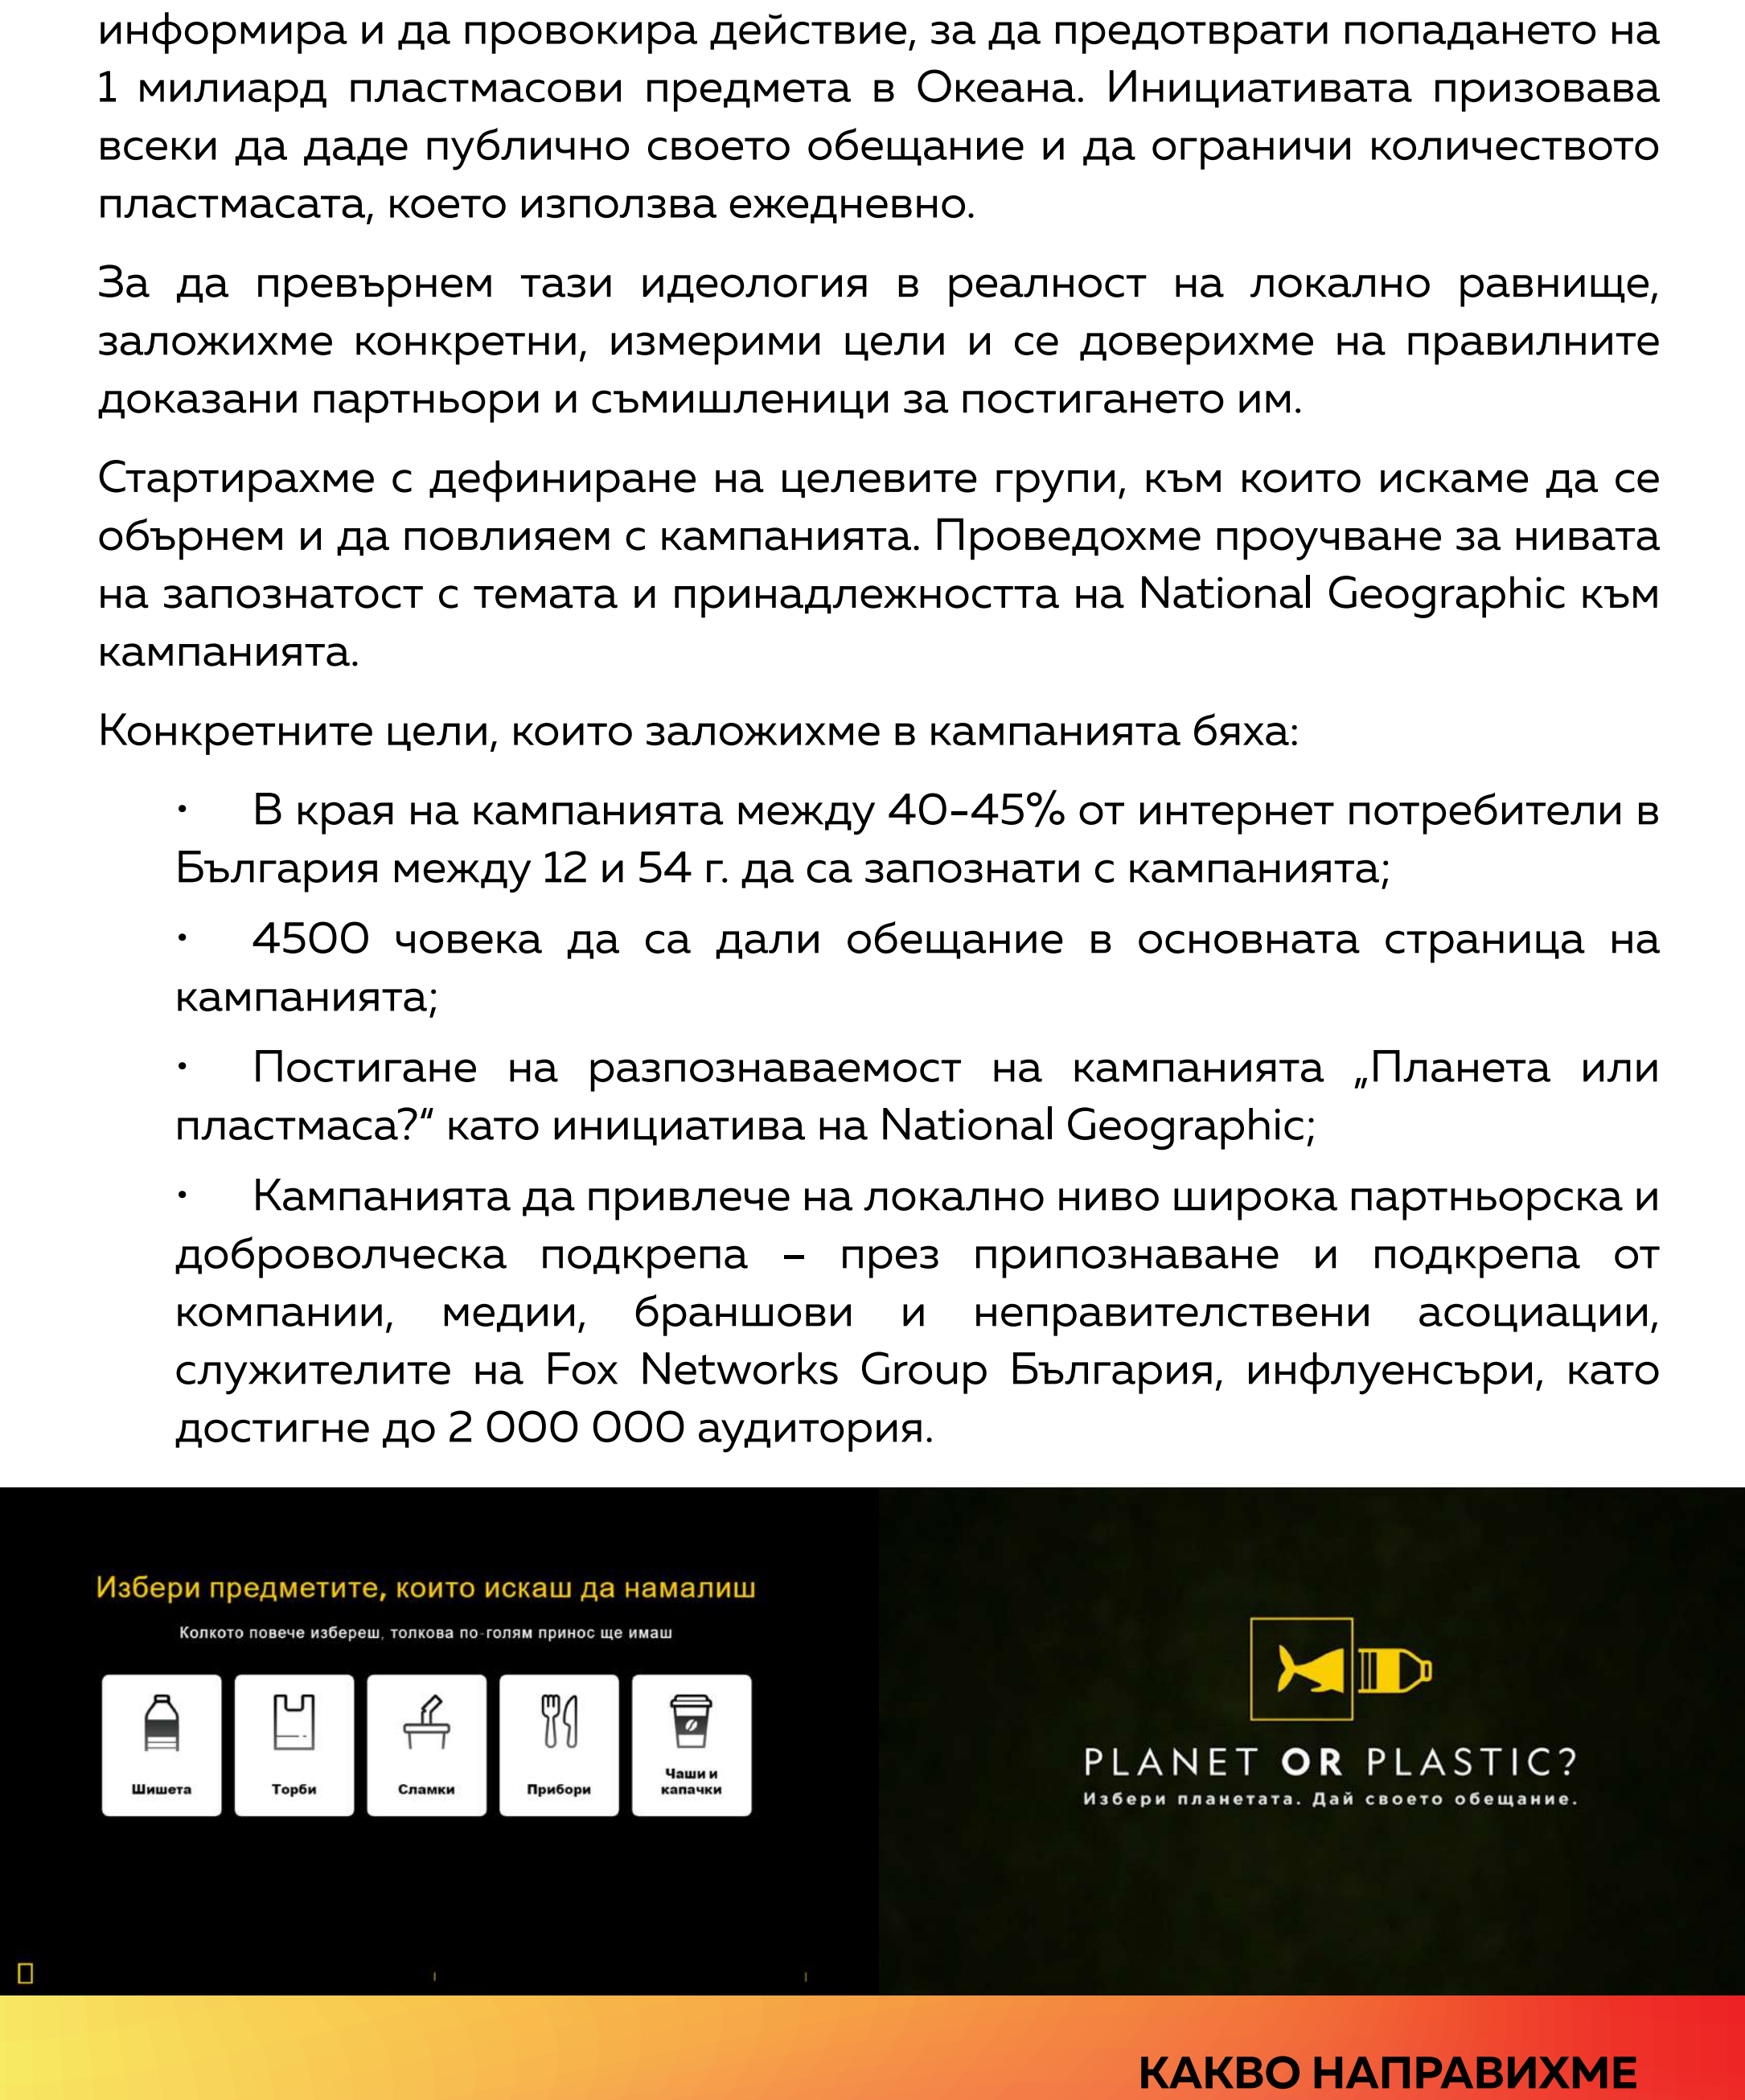 информира и да провокира действие, за да предотврати попадането на
1 милиард пластмасови предмета в Океана. Инициативата призовава
всеки да даде публично своето обещание и да ограничи количеството
пластмасата, което използва ежедневно.
За да превърнем тази идеология в реалност на локално равнище,
заложихме конкретни, измерими цели и се доверихме на правилните
доказани партньори и съмишленици за постигането им.
Стартирахме с дефиниране на целевите групи, към които искаме да се
обърнем и да повлияем с кампанията. Проведохме проучване за нивата
на запознатост с темата и принадлежността на National Geographic към
кампанията.
Конкретните цели, които заложихме в кампанията бяха:
• В края на кампанията между 40-45% от интернет потребители в
България между 12 и 54 г. да са запознати с кампанията;
• 4500 човека да са дали обещание в основната страница на
кампанията;
• Постигане на разпознаваемост на кампанията „Планета или
пластмаса?“ като инициатива на National Geographic;
• Кампанията да привлече на локално ниво широка партньорска и
доброволческа подкрепа – през припознаване и подкрепа от
компании, медии, браншови и неправителствени асоциации,
служителите на Fox Networks Group България, инфлуенсъри, като
достигне до 2 000 000 аудитория.
Избери предметите, които искаш да намалиш
Колкото повече избереш, толкова по-голям принос ще имаш
Шишета
Торби
Сламки
Прибори
Чаши и
капачки
PLANET OR PLASTIC?
Избери планетата. Дай своето обещание.
КАКВО НАПРАВИХМЕ